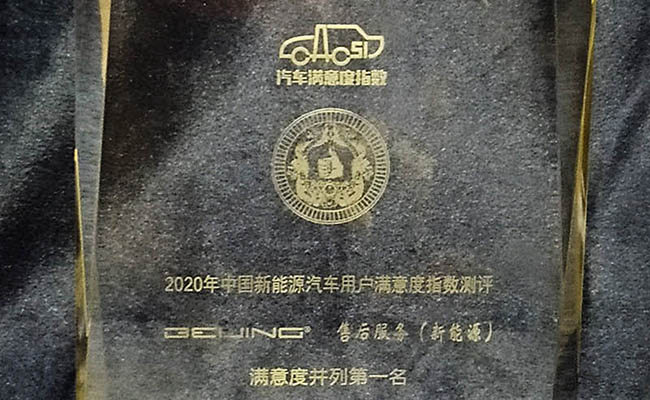 CACSI
汽车满意度指数
2020年中国新能源汽车用户满意度指数测评
BEIJING® 售后服务（新能源）
满意度并列第一名